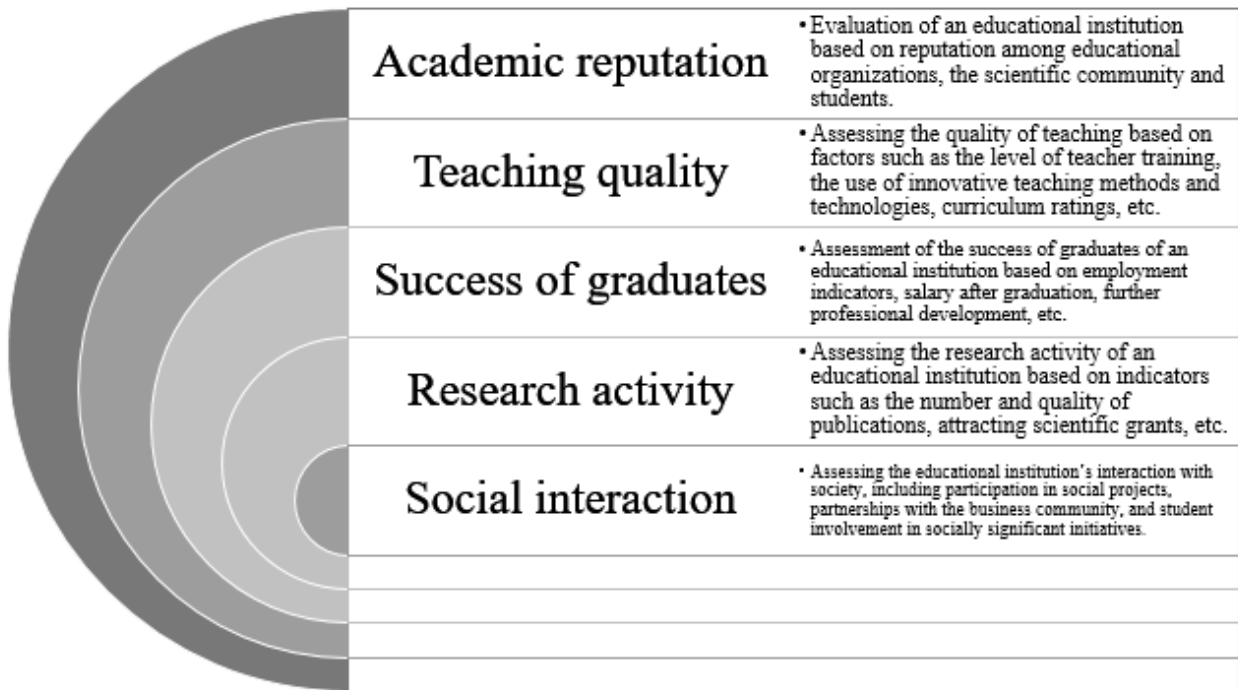 Academic reputation
• Evaluation of an educational institution
based on reputation among educational
organizations, the scientific community and
students.
Teaching quality
• Assessing the quality of teaching based on
factors such as the level of teacher training,
the use of innovative teaching methods and
technologies, curriculum ratings, etc.
Success of graduates
• Assessment of the success of graduates of an
educational institution based on employment
indicators, salary after graduation, further
professional development, etc.
Research activity
• Assessing the research activity of an
educational institution based on indicators
such as the number and quality of
publications, attracting scientific grants, etc.
Social interaction
• Assessing the educational institution's interaction with
society, including participation in social projects,
partnerships with the business community, and student
involvement in socially significant initiatives.